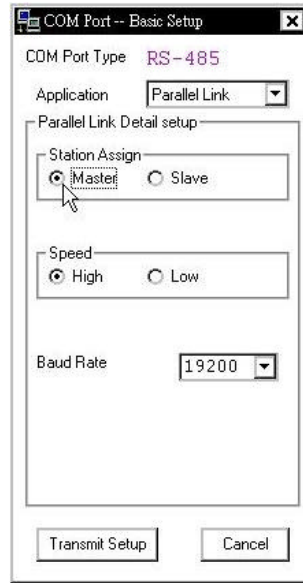 COM Port -- Basic Setup
COM Port Type RS-485
Application Parallel Link
Parallel Link Detail setup
Station Assign
Master Slave
Speed
High Low
Baud Rate 19200
Transmit Setup Cancel